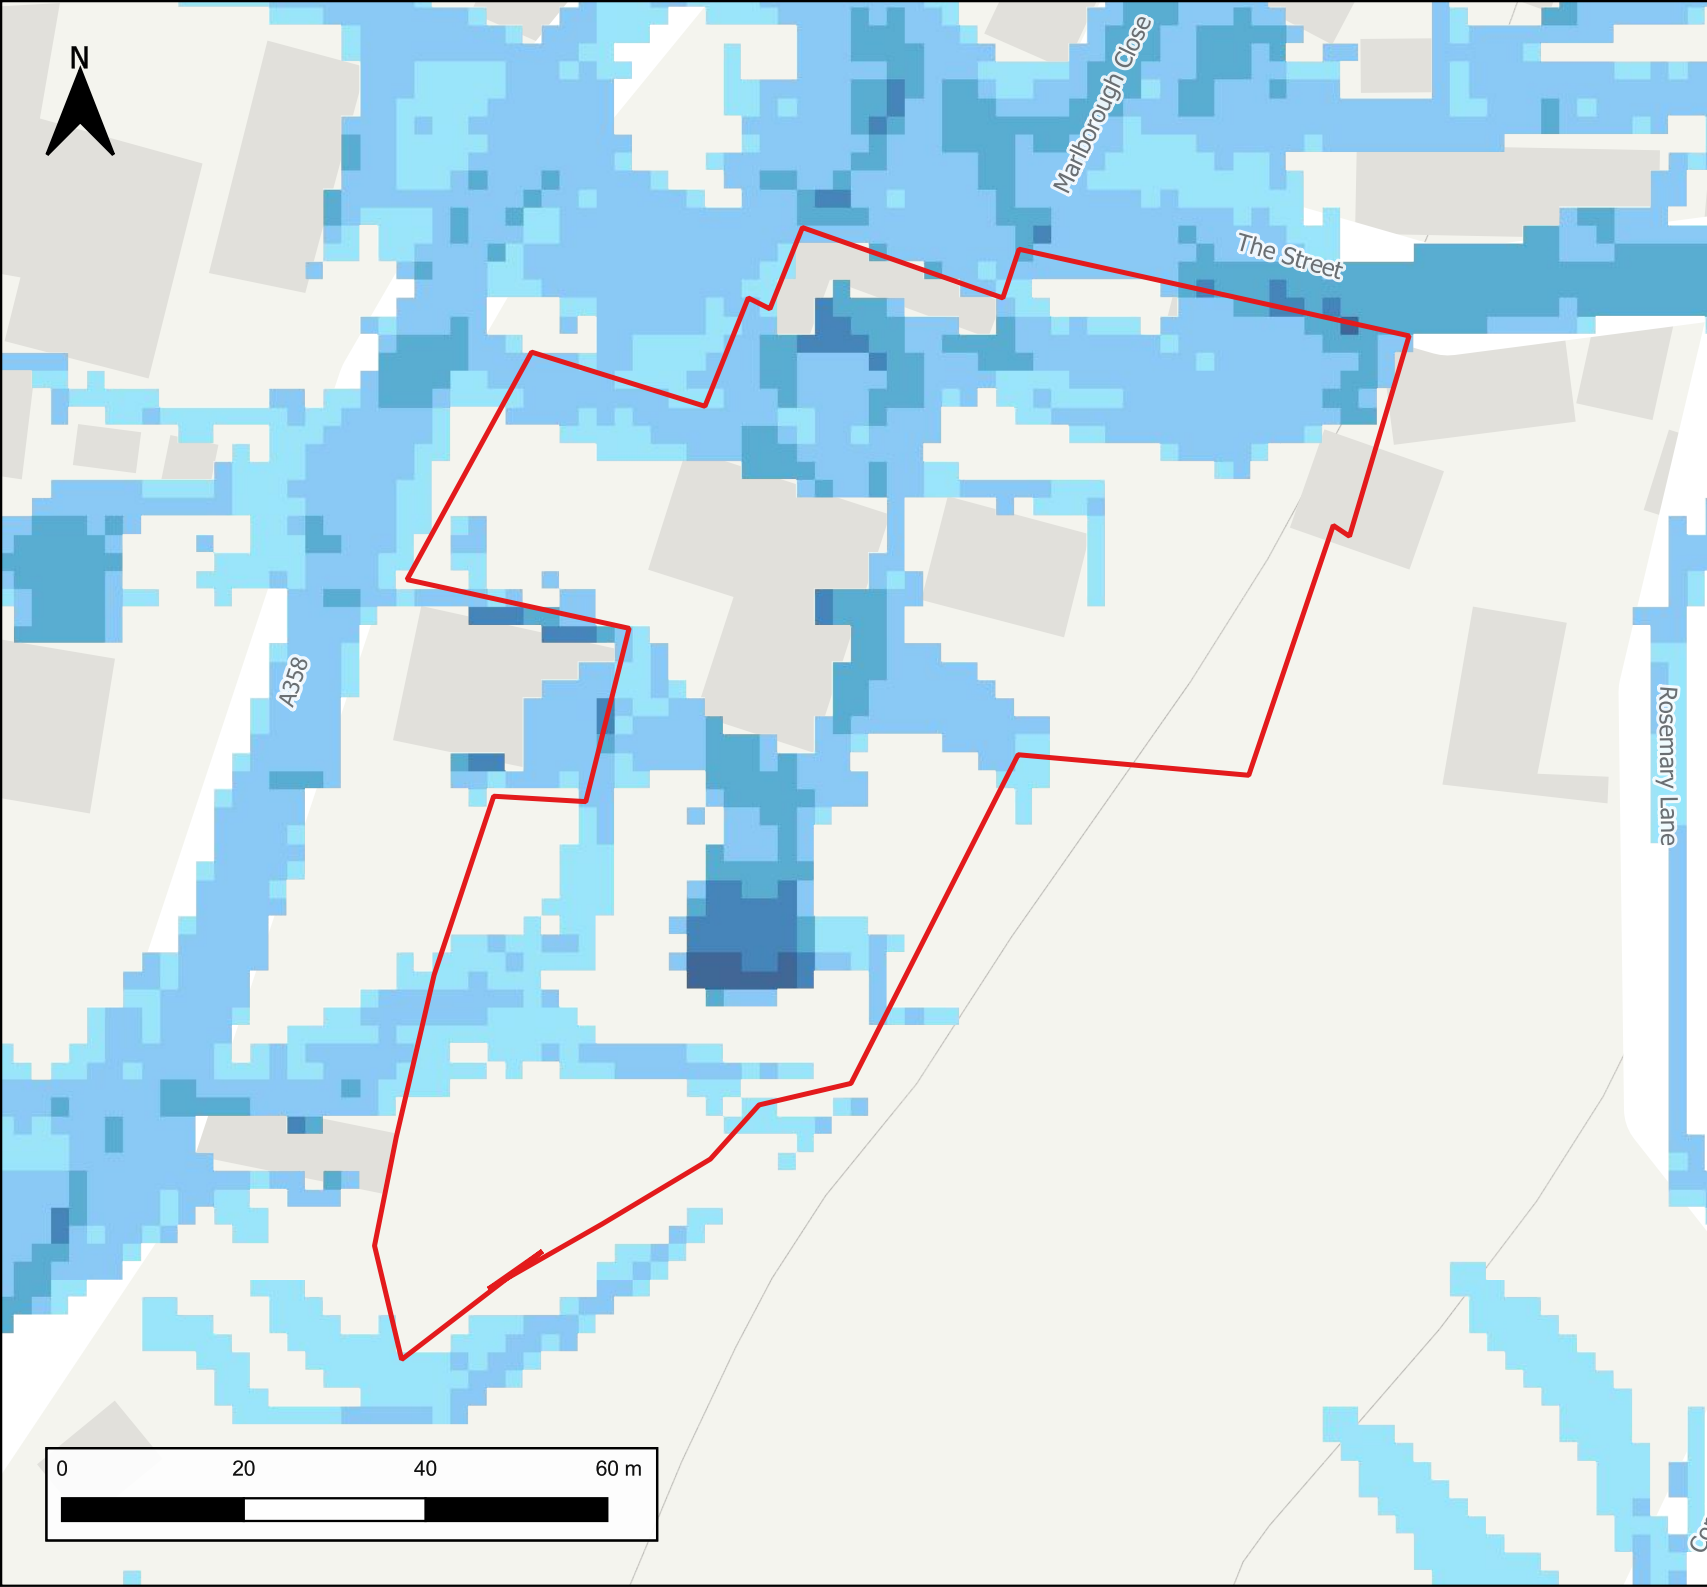 N
Marlborough Close
The Street
A358
Rosemary Lane
0 20 40 60 m